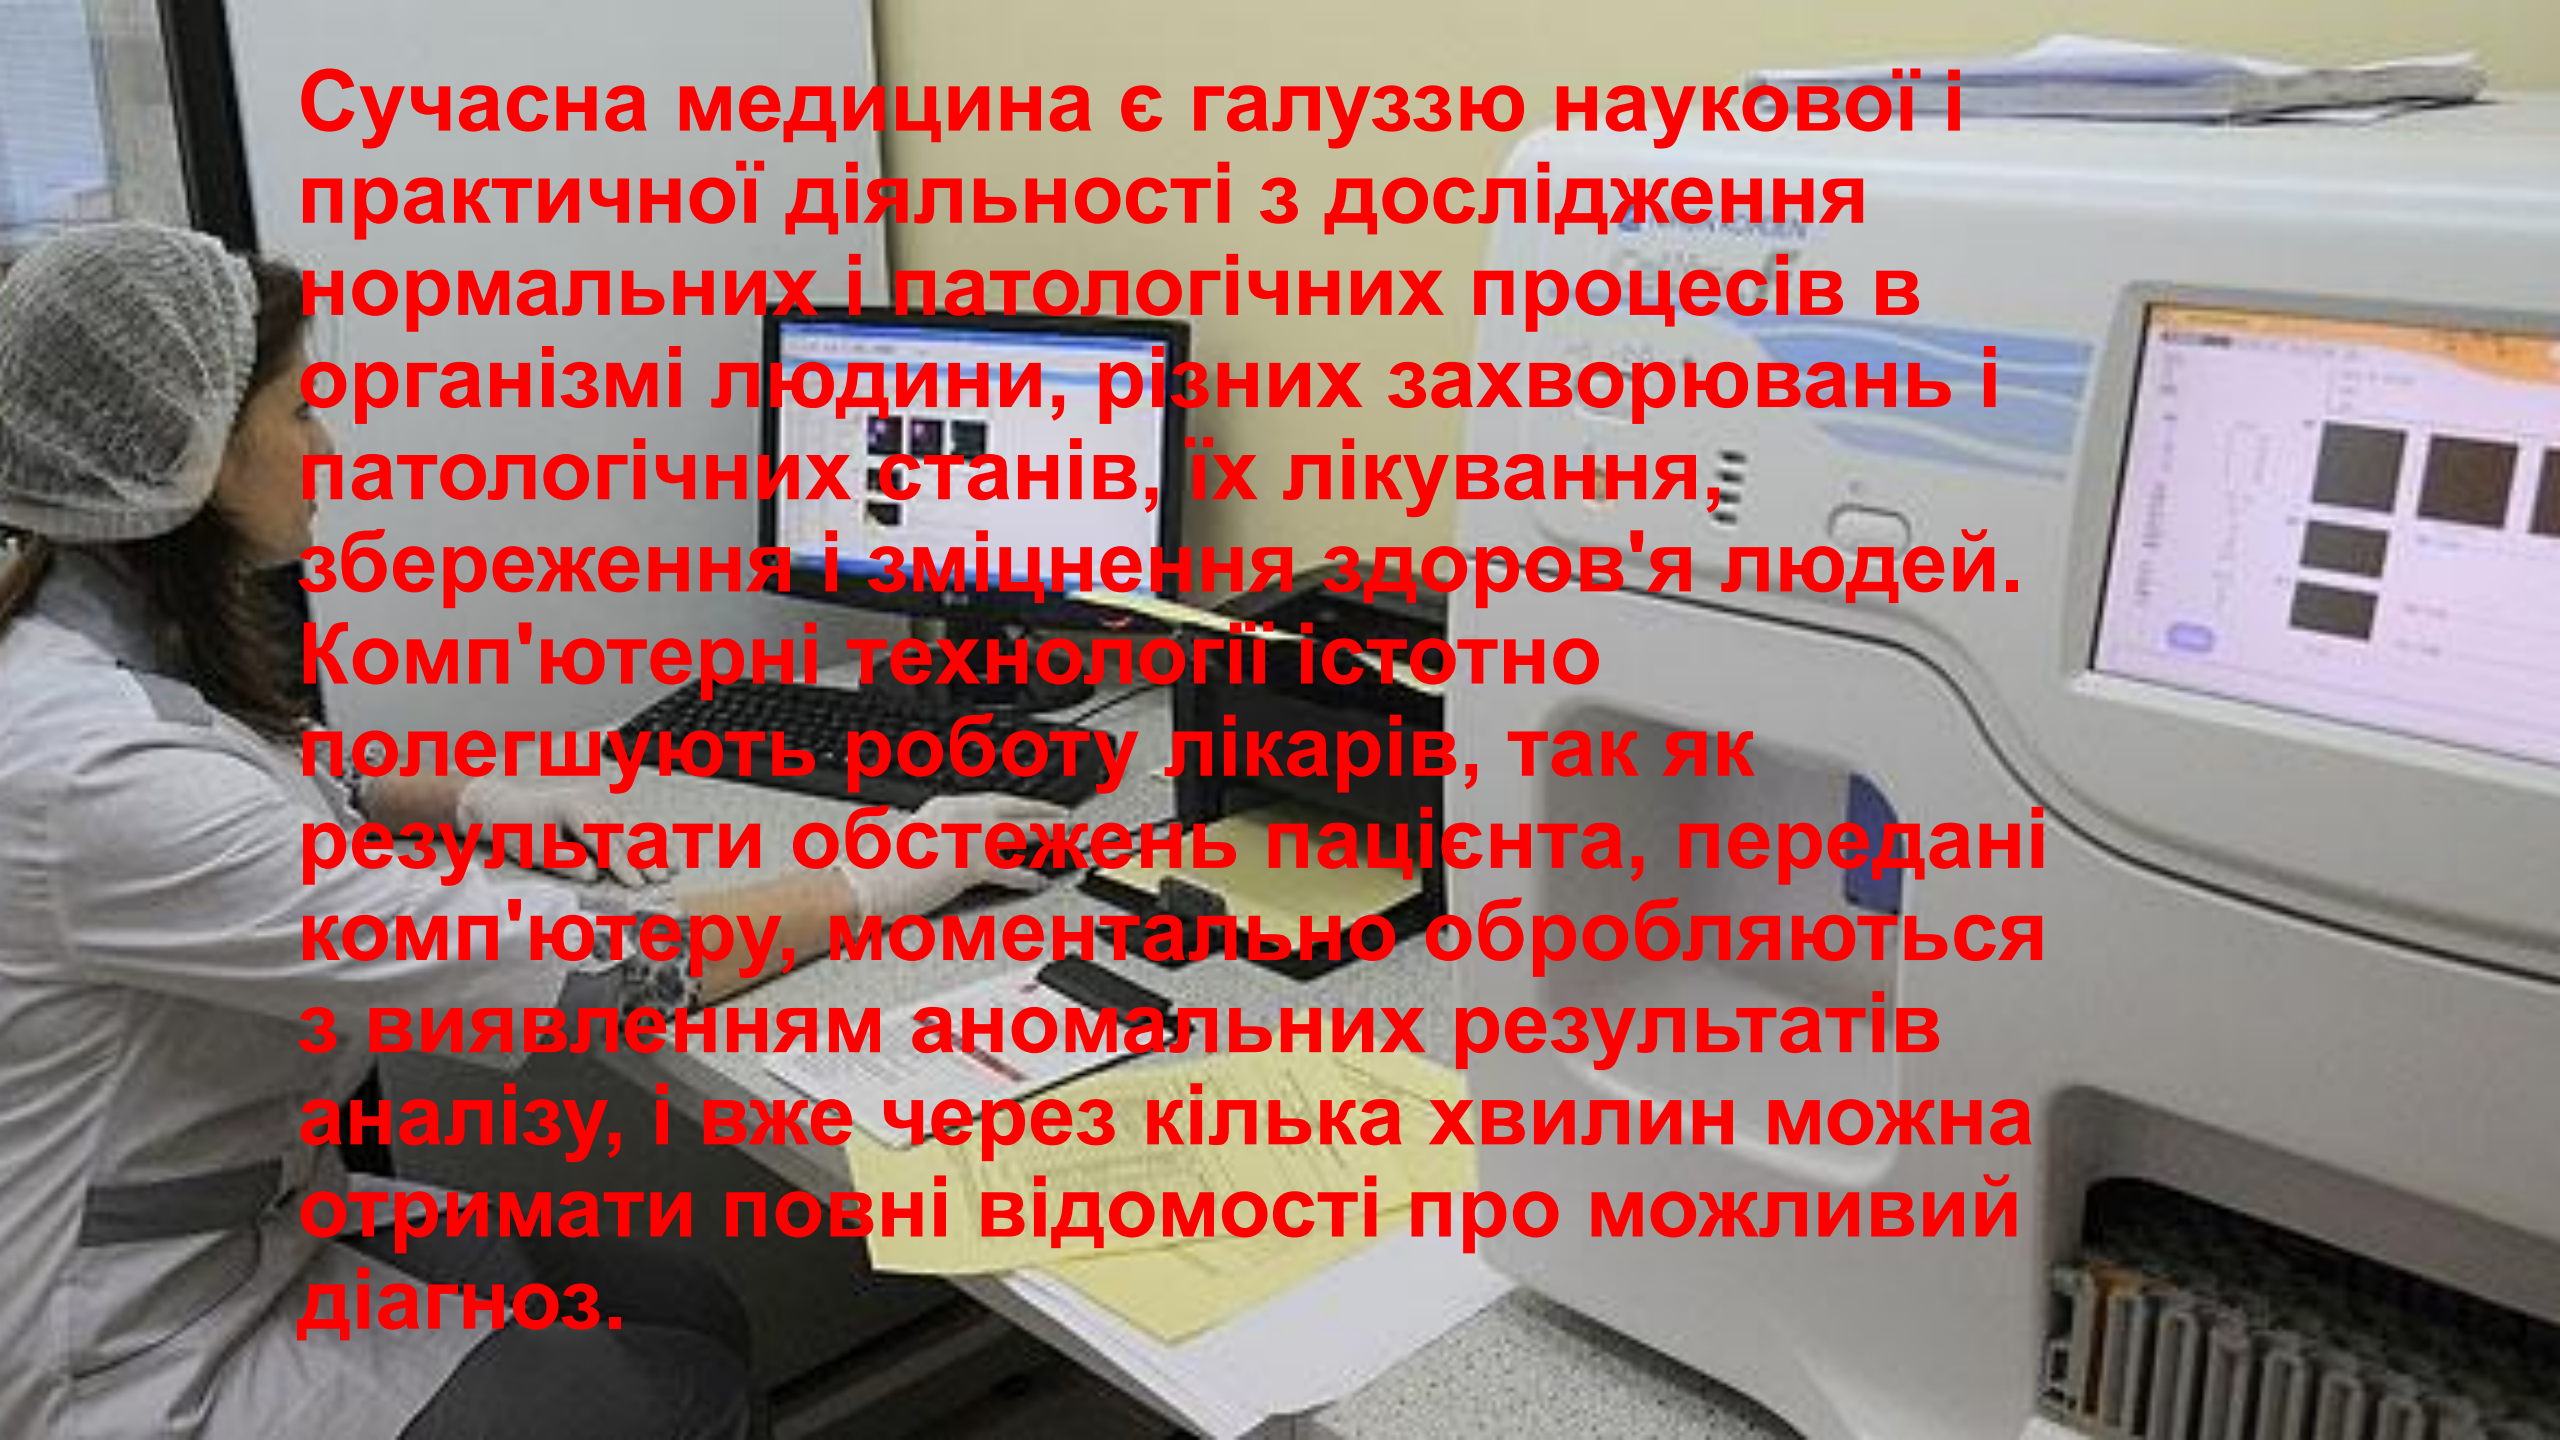 Сучасна медицина є галуззю наукової і
практичної діяльності з дослідження
нормальних і патологічних процесів в
організмі людини, різних захворювань і
патологічних станів, їх лікування,
збереження і зміцнення здоров'я людей.
Комп'ютерні технології істотно
полегшують роботу лікарів, так як
результати обстежень пацієнта, передані
комп'ютеру, моментально обробляються
з виявленням аномальних результатів
аналізу, і вже через кілька хвилин можна
отримати повні відомості про можливий
діагноз.